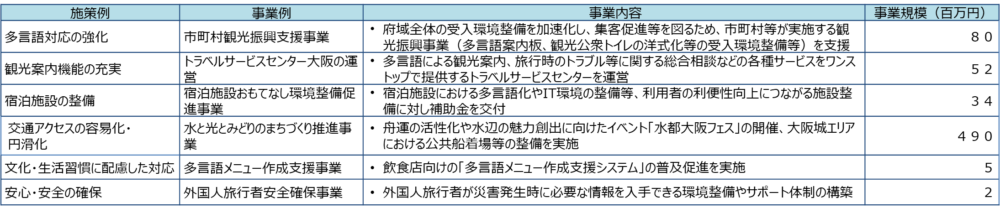 施策例
事業例
事業内容
事業規模（百万円）
多言語対応の強化
市町村観光振興支援事業
• 府域全体の受入環境整備を加速化し、集客促進等を図るため、市町村等が実施する観
光振興事業（多言語案内板、観光公衆トイレの洋式化等の受入環境整備等）を支援
８０
観光案内機能の充実
トラベルサービスセンター大阪の運
営
• 多言語による観光案内、旅行時のトラブル等に関する総合相談などの各種サービスをワンス
トップで提供するトラベルサービスセンターを運営
５２
宿泊施設の整備
宿泊施設おもてなし環境整備促
進事業
• 宿泊施設における多言語化やIT環境の整備等、利用者の利便性向上につながる施設整
備に対し補助金を交付
３４
交通アクセスの容易化・
円滑化
水と光とみどりのまちづくり推進事
業
• 舟運の活性化や水辺の魅力創出に向けたイベント「水都大阪フェス」の開催、大阪城エリア
における公共船着場等の整備を実施
４９０
文化・生活習慣に配慮した対応
多言語メニュー作成支援事業
• 飲食店向けの「多言語メニュー作成支援システム」の普及促進を実施
５
安心・安全の確保
外国人旅行者安全確保事業
• 外国人旅行者が災害発生時に必要な情報を入手できる環境整備やサポート体制の構築
２